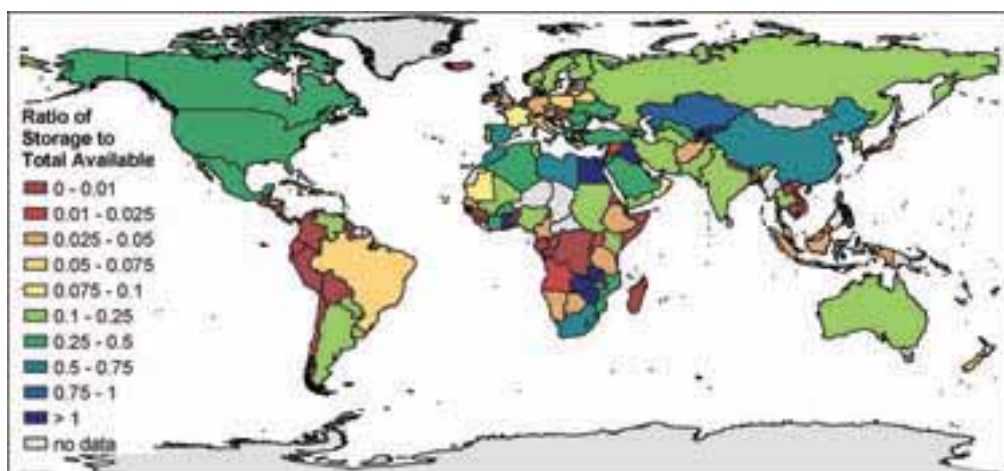 Ratio of
Storage to
Total Available
0 - 0.01
0.01 - 0.025
0.025 - 0.05
0.05 - 0.075
0.075 - 0.1
0.1 - 0.25
0.25 - 0.5
0.5 - 0.75
0.75 - 1
> 1
no data